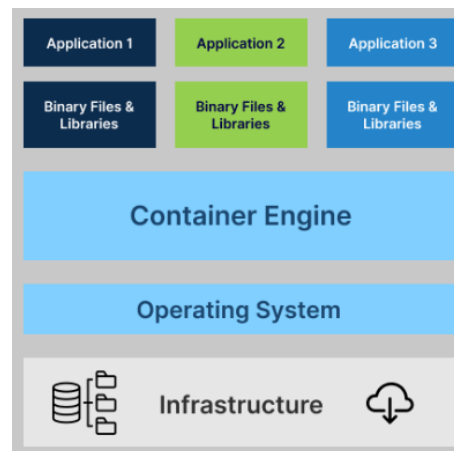 Application 1
Application 2
Application 3
Binary Files &
Libraries
Binary Files &
Libraries
Binary Files &
Libraries
Container Engine
Operating System
Infrastructure